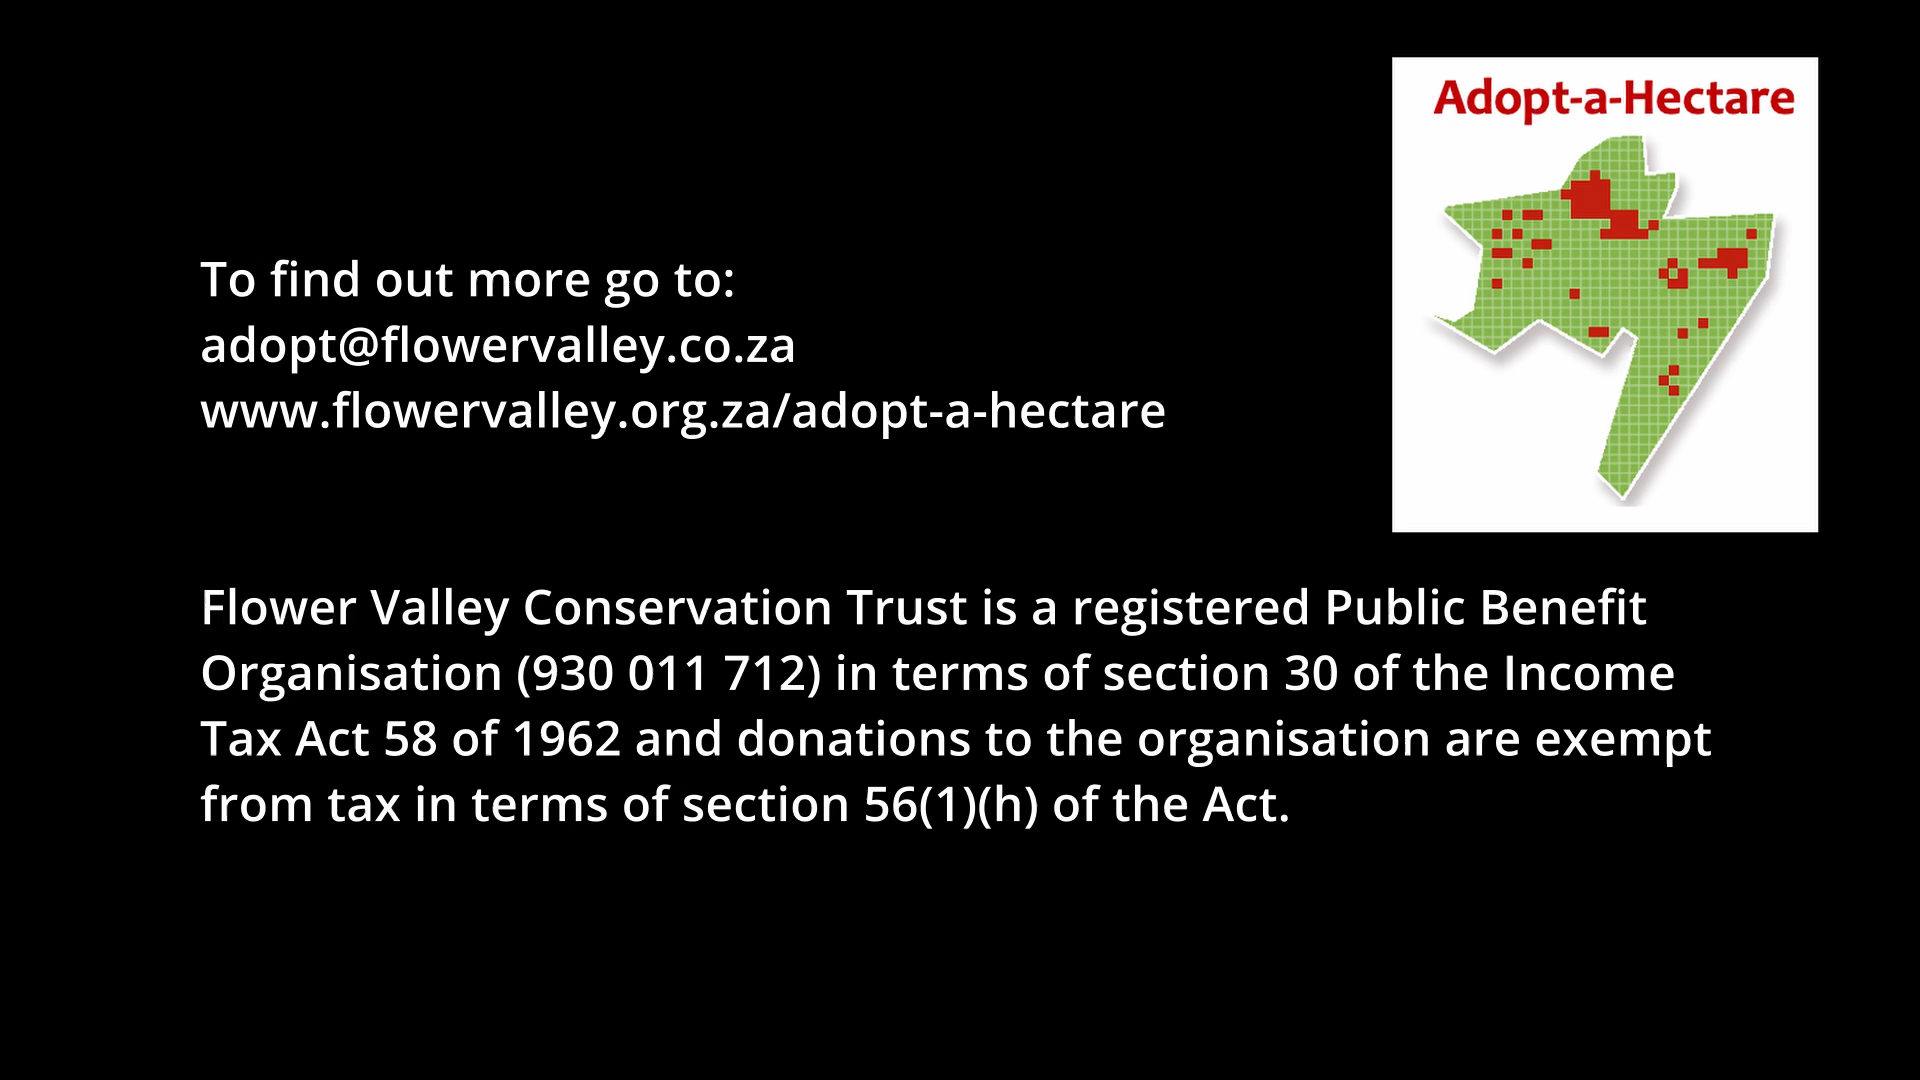 Adopt-a-Hectare
To find out more go to:
adopt@flowervalley.co.za
www.flowervalley.org.za/adopt-a-hectare
Flower Valley Conservation Trust is a registered Public Benefit
Organisation (930 011 712) in terms of section 30 of the Income
Tax Act 58 of 1962 and donations to the organisation are exempt
from tax in terms of section 56(1)(h) of the Act.